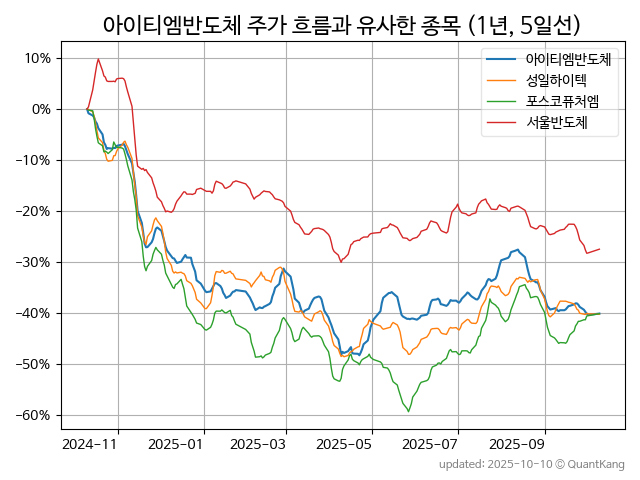 아이티엠반도체 주가 흐름과 유사한 종목 (1년, 5일선)
아이티엠반도체
성일하이텍
포스코퓨처엠
서울반도체
10%
0%
−10%
−20%
−30%
−40%
−50%
−60%
2024-11 2025-01 2025-03 2025-05 2025-07 2025-09
updated: 2025-10-10 © QuantKang